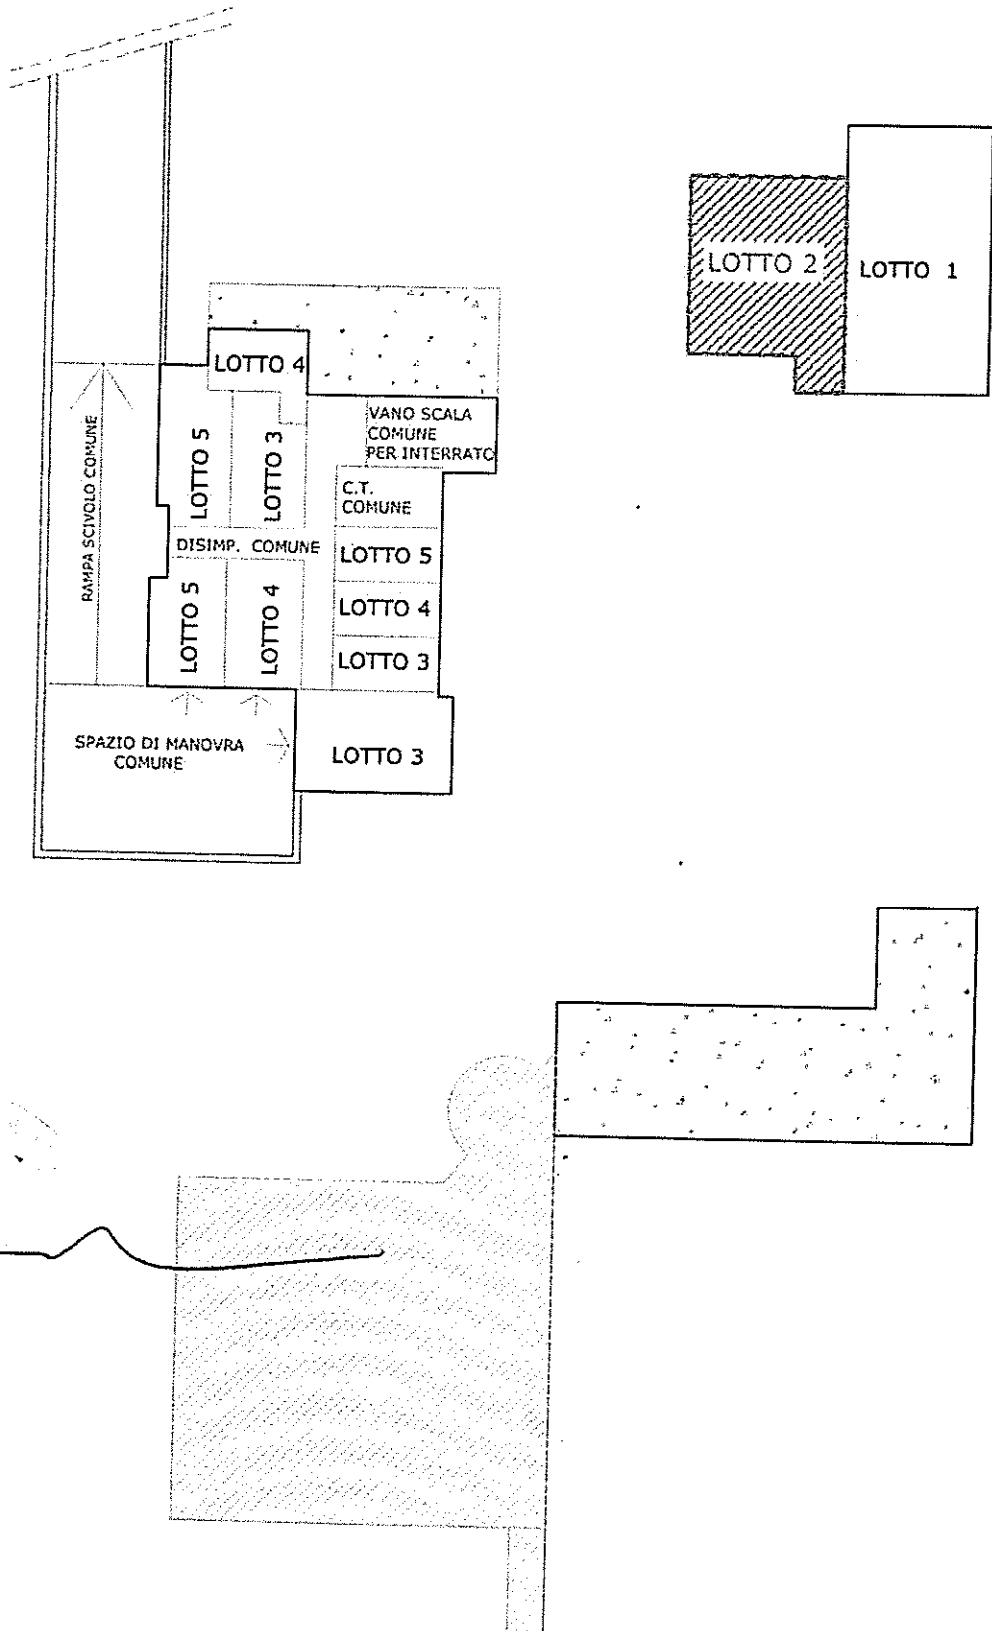 LOTTO 2
LOTTO 1
LOTTO 4
RAMPA SCIVOLO COMUNE
LOTTO 5
LOTTO 3
VANO SCALA
COMUNE
PER INTERRATO
C.T.
COMUNE
DISIMP. COMUNE
LOTTO 5
LOTTO 5
LOTTO 4
LOTTO 4
LOTTO 3
SPAZIO DI MANOVRA
COMUNE
LOTTO 3